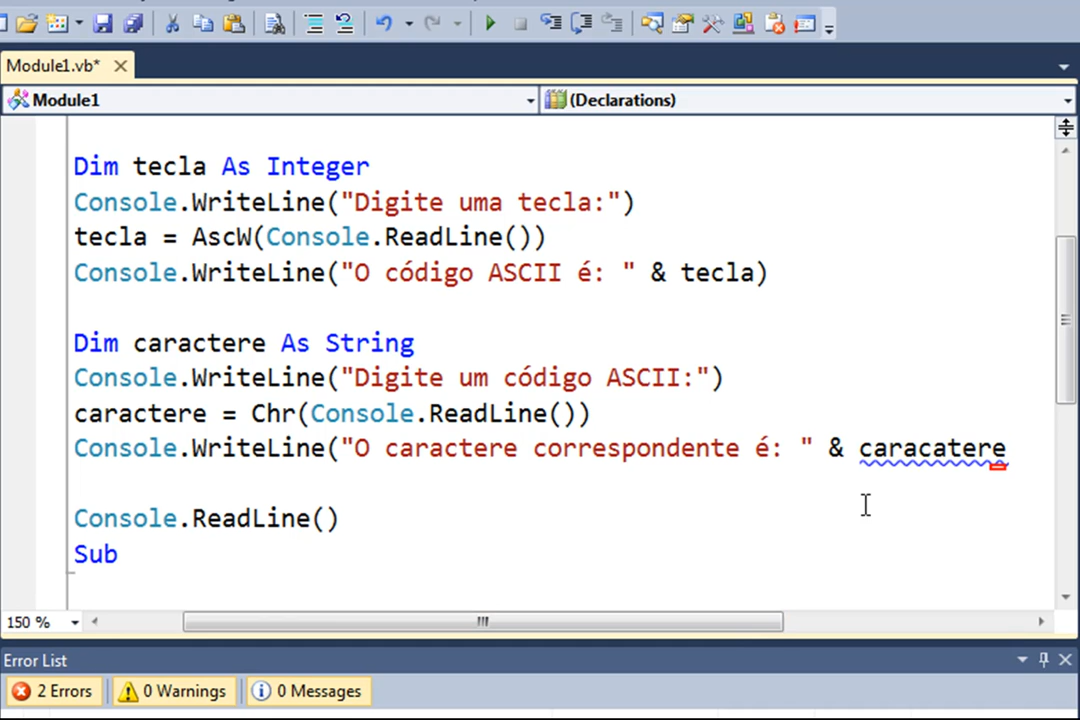 Module1.vb*
Module1
(Declarations)
Dim tecla As Integer
Console.WriteLine("Digite uma tecla:")
tecla = AscW(Console.ReadLine())
Console.WriteLine("O código ASCII é: " & tecla)
Dim caractere As String
Console.WriteLine("Digite um código ASCII:")
caractere = Chr(Console.ReadLine())
Console.WriteLine("O caractere correspondente é: " & caracatere
Console.ReadLine()
Sub
150 %
Error List
2 Errors
0 Warnings
0 Messages